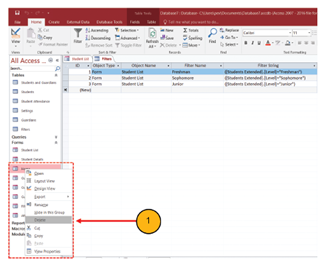 Database1 : Database- C:\Users\pws\Documents\Database1.accdb (Access 2007 - 2016 file fo
File Home Create External Data Database Tools Fields Table Tell me what you want to do...
View Paste Cut Copy Format Painter Filter Ascending Descending Remove Sort Selection Advanced Toggle Filter Refresh All New Save Delete Totals Spelling More Find Replace Go To Select Calibri 11
Views Clipboard Sort & Filter Records Find Text Formatting
All Access ...
Search...
Tables
Students and Guardians
Students
Student Attendance
Settings
Guardians
Filters
Queries
Forms
Student List
Student Details
Student List Filters
ID Object Type Object Name Filter Name Filter String
1 Form Student List Freshman ([Students Extended].[Level]="Freshman")
2 Form Student List Sophomore ([Students Extended].[Level]="Sophomore")
3 Form Student List Junior ([Students Extended].[Level]="Junior")
(New)
Open
Layout View
Design View
Export
Rename
Hide in this Group
Delete
Cut
Copy
Paste
View Properties
Report
Macros
Module
1